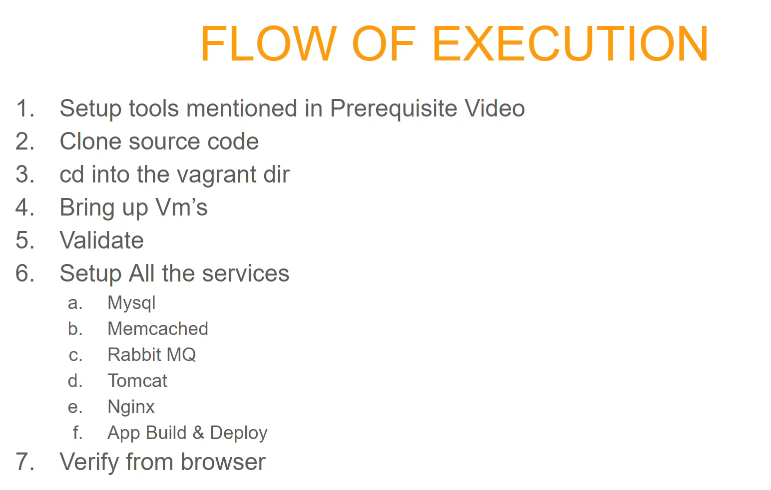 FLOW OF EXECUTION
1. Setup tools mentioned in Prerequisite Video
2. Clone source code
3. cd into the vagrant dir
4. Bring up Vm’s
5. Validate
6. Setup All the services
a. Mysql
b. Memcached
c. Rabbit MQ
d. Tomcat
e. Nginx
f. App Build & Deploy
7. Verify from browser